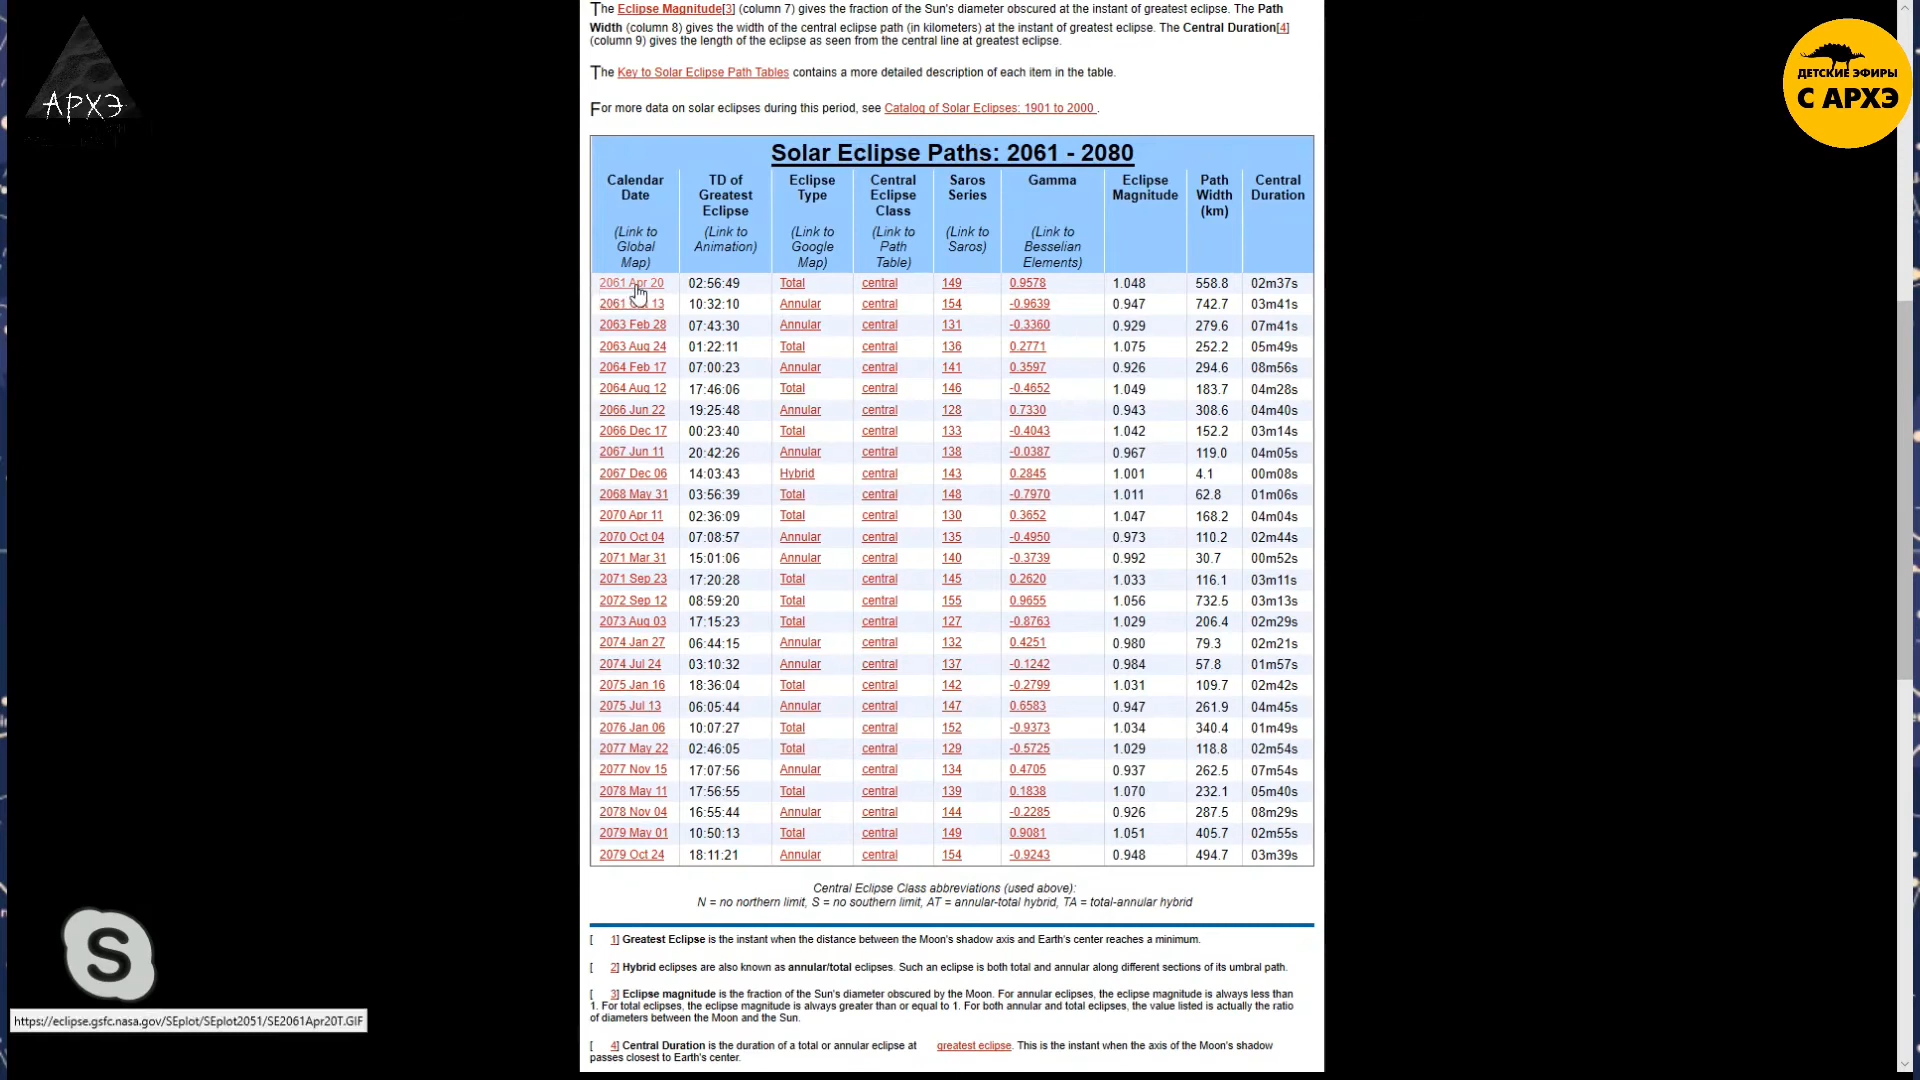 The Eclipse Magnitude[3] (column 7) gives the fraction of the Sun's diameter obscured at the instant of greatest eclipse. The Path
Width (column 8) gives the width of the central eclipse path (in kilometers) at the instant of greatest eclipse. The Central Duration[4]
(column 9) gives the length of the eclipse as seen from the central line at greatest eclipse.
The Key to Solar Eclipse Path Tables contains a more detailed description of each item in the table.
For more data on solar eclipses during this period, see Catalog of Solar Eclipses: 1901 to 2000 .
АРХЭ
ДЕТСКИЕ ЭФИРЫ
С АРХЭ
Solar Eclipse Paths: 2061 - 2080
Calendar Date TD of Greatest Eclipse Eclipse Type Central Eclipse Class Saros Series Gamma Eclipse Magnitude Path Width (km) Central Duration
(Link to Global Map) (Link to Animation) (Link to Google Map) (Link to Path Table) (Link to Saros) (Link to Besselian Elements)
2061 Apr 20 02:56:49 Total central 149 0.9578 1.048 558.8 02m37s
2061 13 10:32:10 Annular central 154 -0.9639 0.947 742.7 03m41s
2063 Feb 28 07:43:30 Annular central 131 -0.3360 0.929 279.6 07m41s
2063 Aug 24 01:22:11 Total central 136 0.2771 1.075 252.2 05m49s
2064 Feb 17 07:00:23 Annular central 141 0.3597 0.926 294.6 08m56s
2064 Aug 12 17:46:06 Total central 146 -0.4652 1.049 183.7 04m28s
2066 Jun 22 19:25:48 Annular central 128 0.7330 0.943 308.6 04m40s
2066 Dec 17 00:23:40 Total central 133 -0.4043 1.042 152.2 03m14s
2067 Jun 11 20:42:26 Annular central 138 -0.0387 0.967 119.0 04m05s
2067 Dec 06 14:03:43 Hybrid central 143 0.2845 1.001 4.1 00m08s
2068 May 31 03:56:39 Total central 148 -0.7970 1.011 62.8 01m06s
2070 Apr 11 02:36:09 Total central 130 0.3652 1.047 168.2 04m04s
2070 Oct 04 07:08:57 Annular central 135 -0.4950 0.973 110.2 02m44s
2071 Mar 31 15:01:06 Annular central 140 -0.3739 0.992 30.7 00m52s
2071 Sep 23 17:20:28 Total central 145 0.2620 1.033 116.1 03m11s
2072 Sep 12 08:59:20 Total central 155 0.9655 1.056 732.5 03m13s
2073 Aug 03 17:15:23 Total central 127 -0.8763 1.029 206.4 02m29s
2074 Jan 27 06:44:15 Annular central 132 0.4251 0.980 79.3 02m21s
2074 Jul 24 03:10:32 Annular central 137 -0.1242 0.984 57.8 01m57s
2075 Jan 16 18:36:04 Total central 142 -0.2799 1.031 109.7 02m42s
2075 Jul 13 06:05:44 Annular central 147 0.6583 0.947 261.9 04m45s
2076 Jan 06 10:07:27 Total central 152 -0.9373 1.034 340.4 01m49s
2077 May 22 02:46:05 Total central 129 -0.5725 1.029 118.8 02m54s
2077 Nov 15 17:07:56 Annular central 134 0.4705 0.937 262.5 07m54s
2078 May 11 17:56:55 Total central 139 0.1838 1.070 232.1 05m40s
2078 Nov 04 16:55:44 Annular central 144 -0.2285 0.926 287.5 08m29s
2079 May 01 10:50:13 Total central 149 0.9081 1.051 405.7 02m55s
2079 Oct 24 18:11:21 Annular central 154 -0.9243 0.948 494.7 03m39s
Central Eclipse Class abbreviations (used above):
N = no northern limit, S = no southern limit, AT = annular-total hybrid, TA = total-annular hybrid
[ 1] Greatest Eclipse is the instant when the distance between the Moon's shadow axis and Earth's center reaches a minimum.
[ 2] Hybrid eclipses are also known as annular/total eclipses. Such an eclipse is both total and annular along different sections of its umbral path.
[ 3] Eclipse magnitude is the fraction of the Sun's diameter obscured by the Moon. For annular eclipses, the eclipse magnitude is always less than
1. For total eclipses, the eclipse magnitude is always greater than or equal to 1. For both annular and total eclipses, the value listed is actually the ratio
of diameters between the Moon and the Sun.
[ 4] Central Duration is the duration of a total or annular eclipse at greatest eclipse. This is the instant when the axis of the Moon's shadow
passes closest to Earth's center.
S
https://eclipse.gsfc.nasa.gov/SEplot/SEplot2051/SE2061Apr20T.GIF